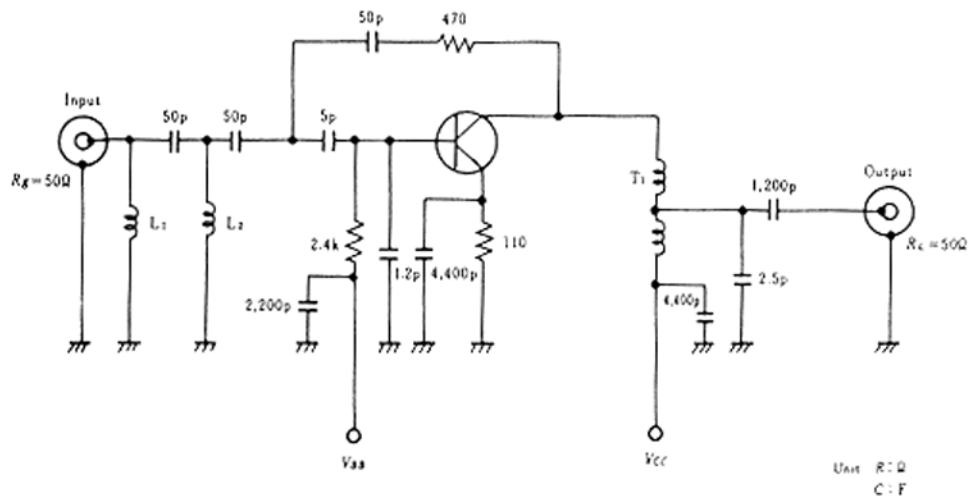 50p
470
Input
50p
50p
5p
Output
1,200p
T₁
Rg=50Ω
L₁
L₂
2.4k
1.2p
4,400p
110
Rc=50Ω
2,200p
4,400p
2.5p
VBB
VCC
Unit R:Ω
C:F